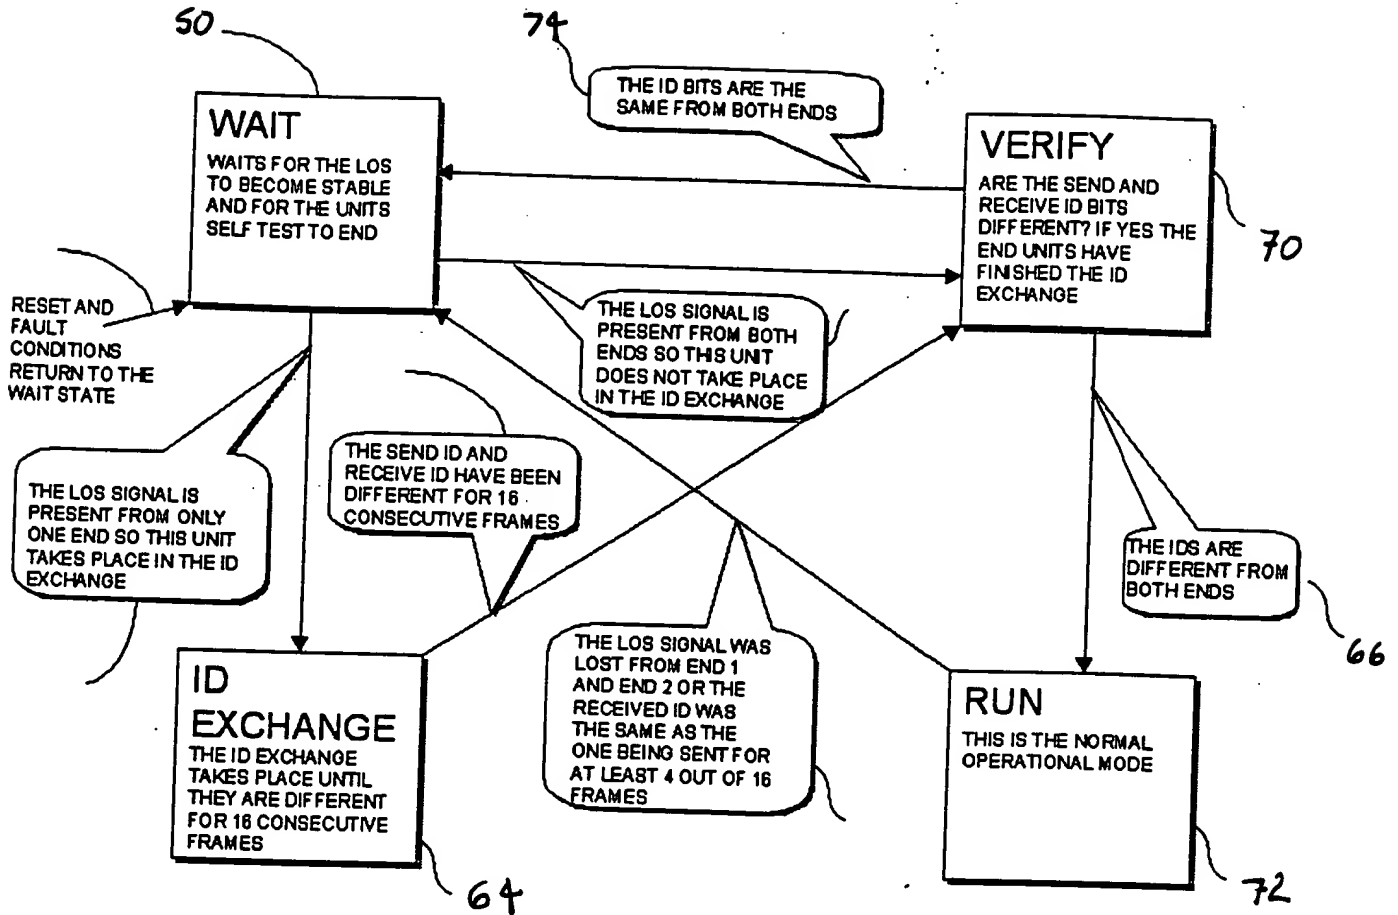 50
74
THE ID BITS ARE THE
SAME FROM BOTH ENDS
WAIT
WAITS FOR THE LOS
TO BECOME STABLE
AND FOR THE UNITS
SELF TEST TO END
VERIFY
ARE THE SEND AND
RECEIVE ID BITS
DIFFERENT? IF YES THE
END UNITS HAVE
FINISHED THE ID
EXCHANGE
70
RESET AND
FAULT
CONDITIONS
RETURN TO THE
WAIT STATE
THE LOS SIGNAL IS
PRESENT FROM BOTH
ENDS SO THIS UNIT
DOES NOT TAKE PLACE
IN THE ID EXCHANGE
THE SEND ID AND
RECEIVE ID HAVE BEEN
DIFFERENT FOR 16
CONSECUTIVE FRAMES
THE LOS SIGNAL IS
PRESENT FROM ONLY
ONE END SO THIS UNIT
TAKES PLACE IN THE ID
EXCHANGE
THE IDS ARE
DIFFERENT FROM
BOTH ENDS
66
ID
EXCHANGE
THE ID EXCHANGE
TAKES PLACE UNTIL
THEY ARE DIFFERENT
FOR 16 CONSECUTIVE
FRAMES
64
THE LOS SIGNAL WAS
LOST FROM END 1
AND END 2 OR THE
RECEIVED ID WAS
THE SAME AS THE
ONE BEING SENT FOR
AT LEAST 4 OUT OF 16
FRAMES
RUN
THIS IS THE NORMAL
OPERATIONAL MODE
72